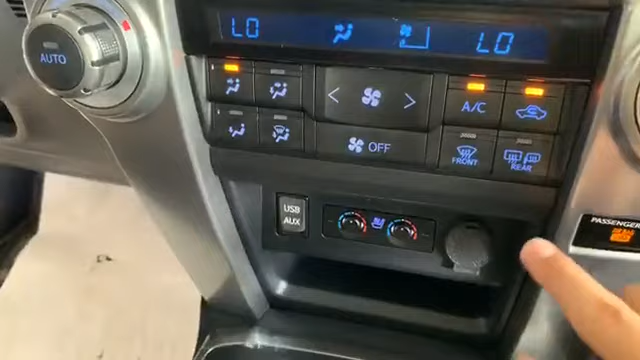 LO LO
AUTO
A/C
OFF
FRONT
REAR
USB
AUX
PASSENGER